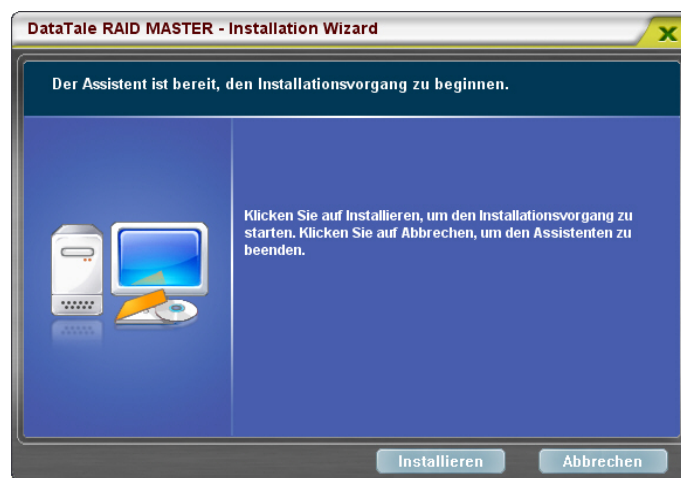 DataTale RAID MASTER - Installation Wizard
Der Assistent ist bereit, den Installationsvorgang zu beginnen.
Klicken Sie auf Installieren, um den Installationsvorgang zu
starten. Klicken Sie auf Abbrechen, um den Assistenten zu
beenden.
Installieren
Abbrechen